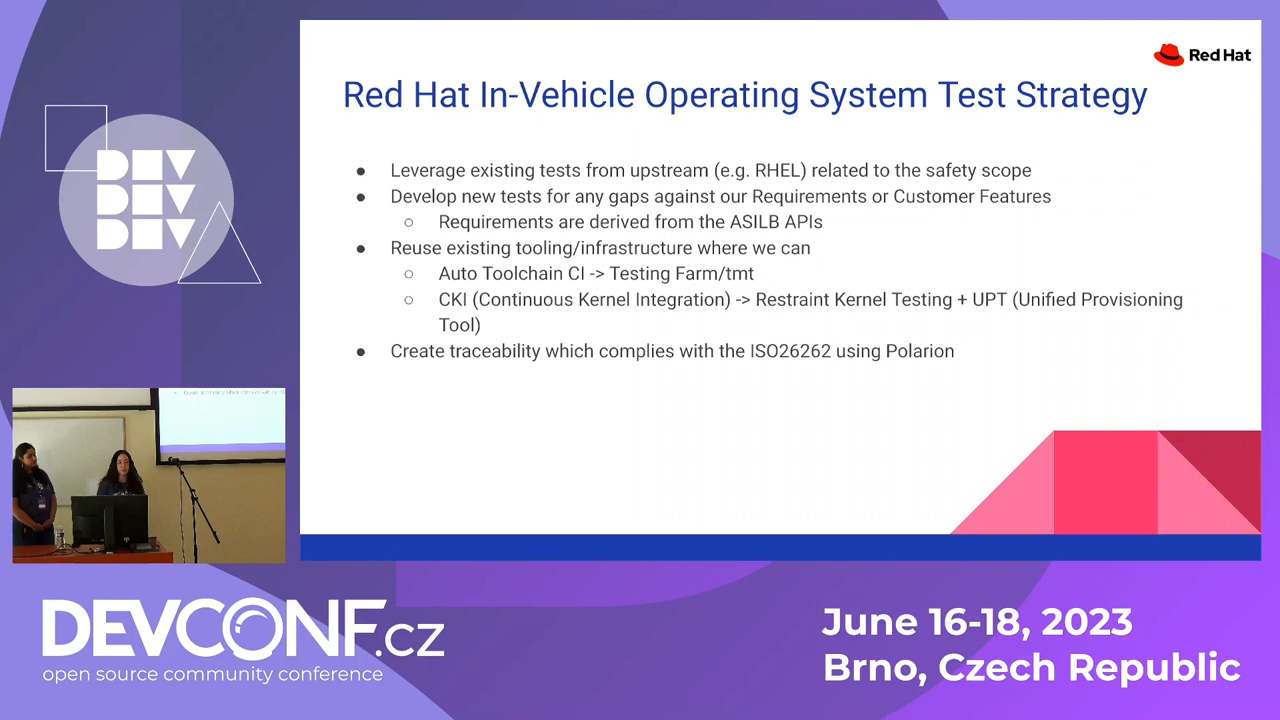 Red Hat
Red Hat In-Vehicle Operating System Test Strategy
● Leverage existing tests from upstream (e.g. RHEL) related to the safety scope
● Develop new tests for any gaps against our Requirements or Customer Features
○ Requirements are derived from the ASILB APIs
● Reuse existing tooling/infrastructure where we can
○ Auto Toolchain CI -> Testing Farm/tmt
○ CKI (Continuous Kernel Integration) -> Restraint Kernel Testing + UPT (Unified Provisioning
Tool)
● Create traceability which complies with the ISO26262 using Polarion
DEV
DEV
DEV
DEVCONF.cz
open source community conference
June 16-18, 2023
Brno, Czech Republic